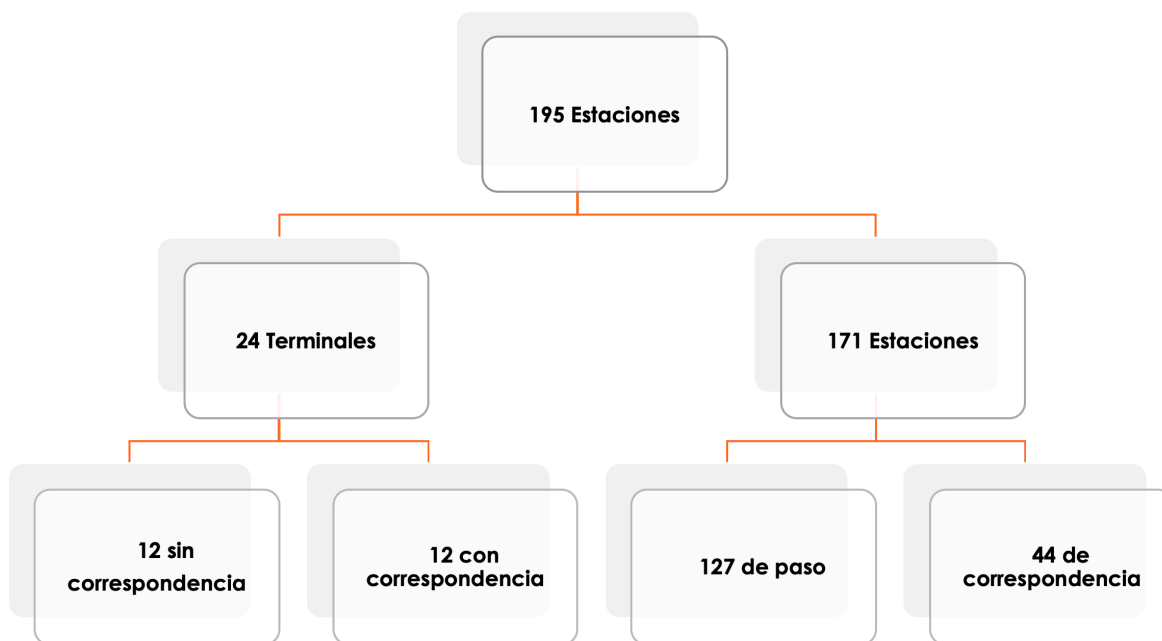 195 Estaciones
24 Terminales
171 Estaciones
12 sin
correspondencia
12 con
correspondencia
127 de paso
44 de
correspondencia